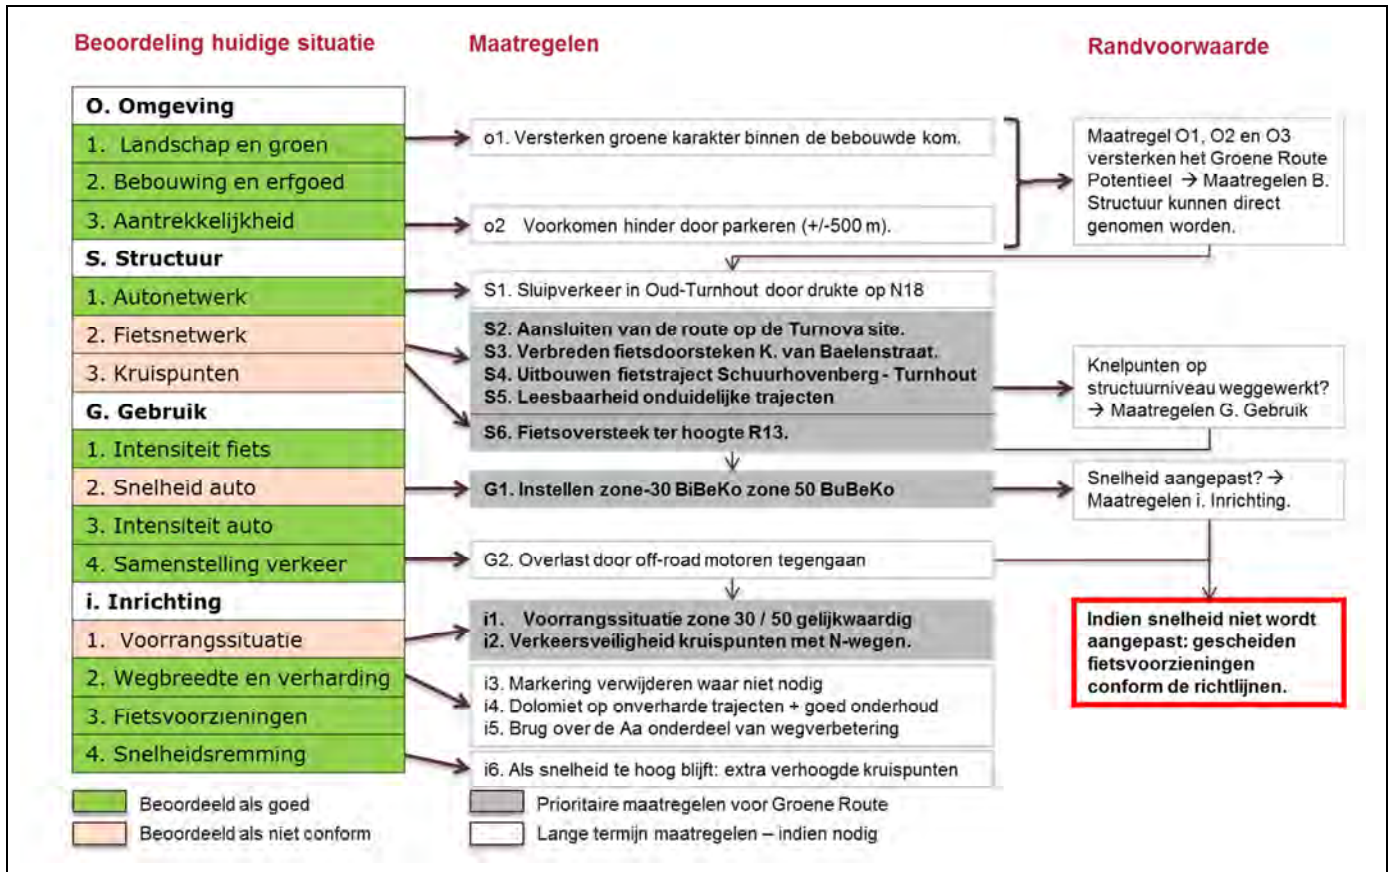 Beoordeling huidige situatie
O. Omgeving
1. Landschap en groen
2. Bebouwing en erfgoed
3. Aantrekkelijkheid
S. Structuur
1. Autonetwerk
2. Fietsnetwerk
3. Kruispunten
G. Gebruik
1. Intensiteit fiets
2. Snelheid auto
3. Intensiteit auto
4. Samenstelling verkeer
i. Inrichting
1. Voorrangssituatie
2. Wegbreedte en verharding
3. Fietsvoorzieningen
4. Snelheidsremming
Beoordeeld als goed
Beoordeeld als niet conform
Maatregelen
o1. Versterken groene karakter binnen de bebouwde kom.
o2 Voorkomen hinder door parkeren (+/-500 m).
S1. Sluipverkeer in Oud-Turnhout door drukte op N18
S2. Aansluiten van de route op de Turnova site.
S3. Verbreden fietsdoorsteken K. van Baelenstraat.
S4. Uitbouwen fietstraject Schuurhovenberg - Turnhout
S5. Leesbaarheid onduidelijke trajecten
S6. Fietsoversteek ter hoogte R13.
G1. Instellen zone-30 BiBeKo zone 50 BuBeKo
G2. Overlast door off-road motoren tegengaan
i1. Voorrangssituatie zone 30 / 50 gelijkwaardig
i2. Verkeersveiligheid kruispunten met N-wegen.
i3. Markering verwijderen waar niet nodig
i4. Dolomiet op onverharde trajecten + goed onderhoud
i5. Brug over de Aa onderdeel van wegverbetering
i6. Als snelheid te hoog blijft: extra verhoogde kruispunten
Prioritaire maatregelen voor Groene Route
Lange termijn maatregelen – indien nodig
Randvoorwaarde
Maatregel O1, O2 en O3
versterken het Groene Route
Potentieel → Maatregelen B.
Structuur kunnen direct
genomen worden.
Knelpunten op
structuurniveau weggewerkt?
→ Maatregelen G. Gebruik
Snelheid aangepast? →
Maatregelen i. Inrichting.
Indien snelheid niet wordt
aangepast: gescheiden
fietsvoorzieningen
conform de richtlijnen.